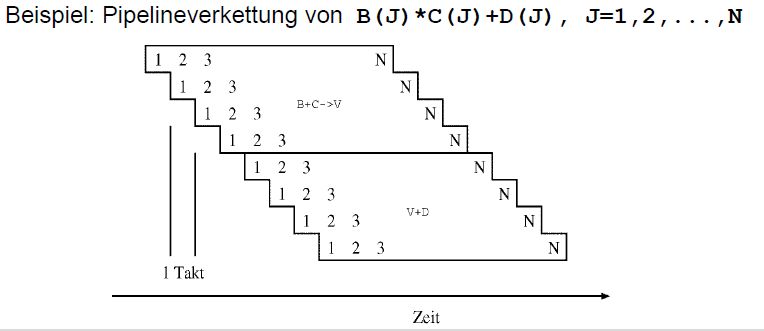 Beispiel: Pipelineverkettung von B(J)*C(J)+D(J), J=1,2,...,N
1 2 3 N
1 2 3 N
B+C->V
1 2 3 N
1 2 3 N
1 2 3 N
1 2 3 N
V+D
1 2 3 N
1 2 3 N
1 Takt
Zeit